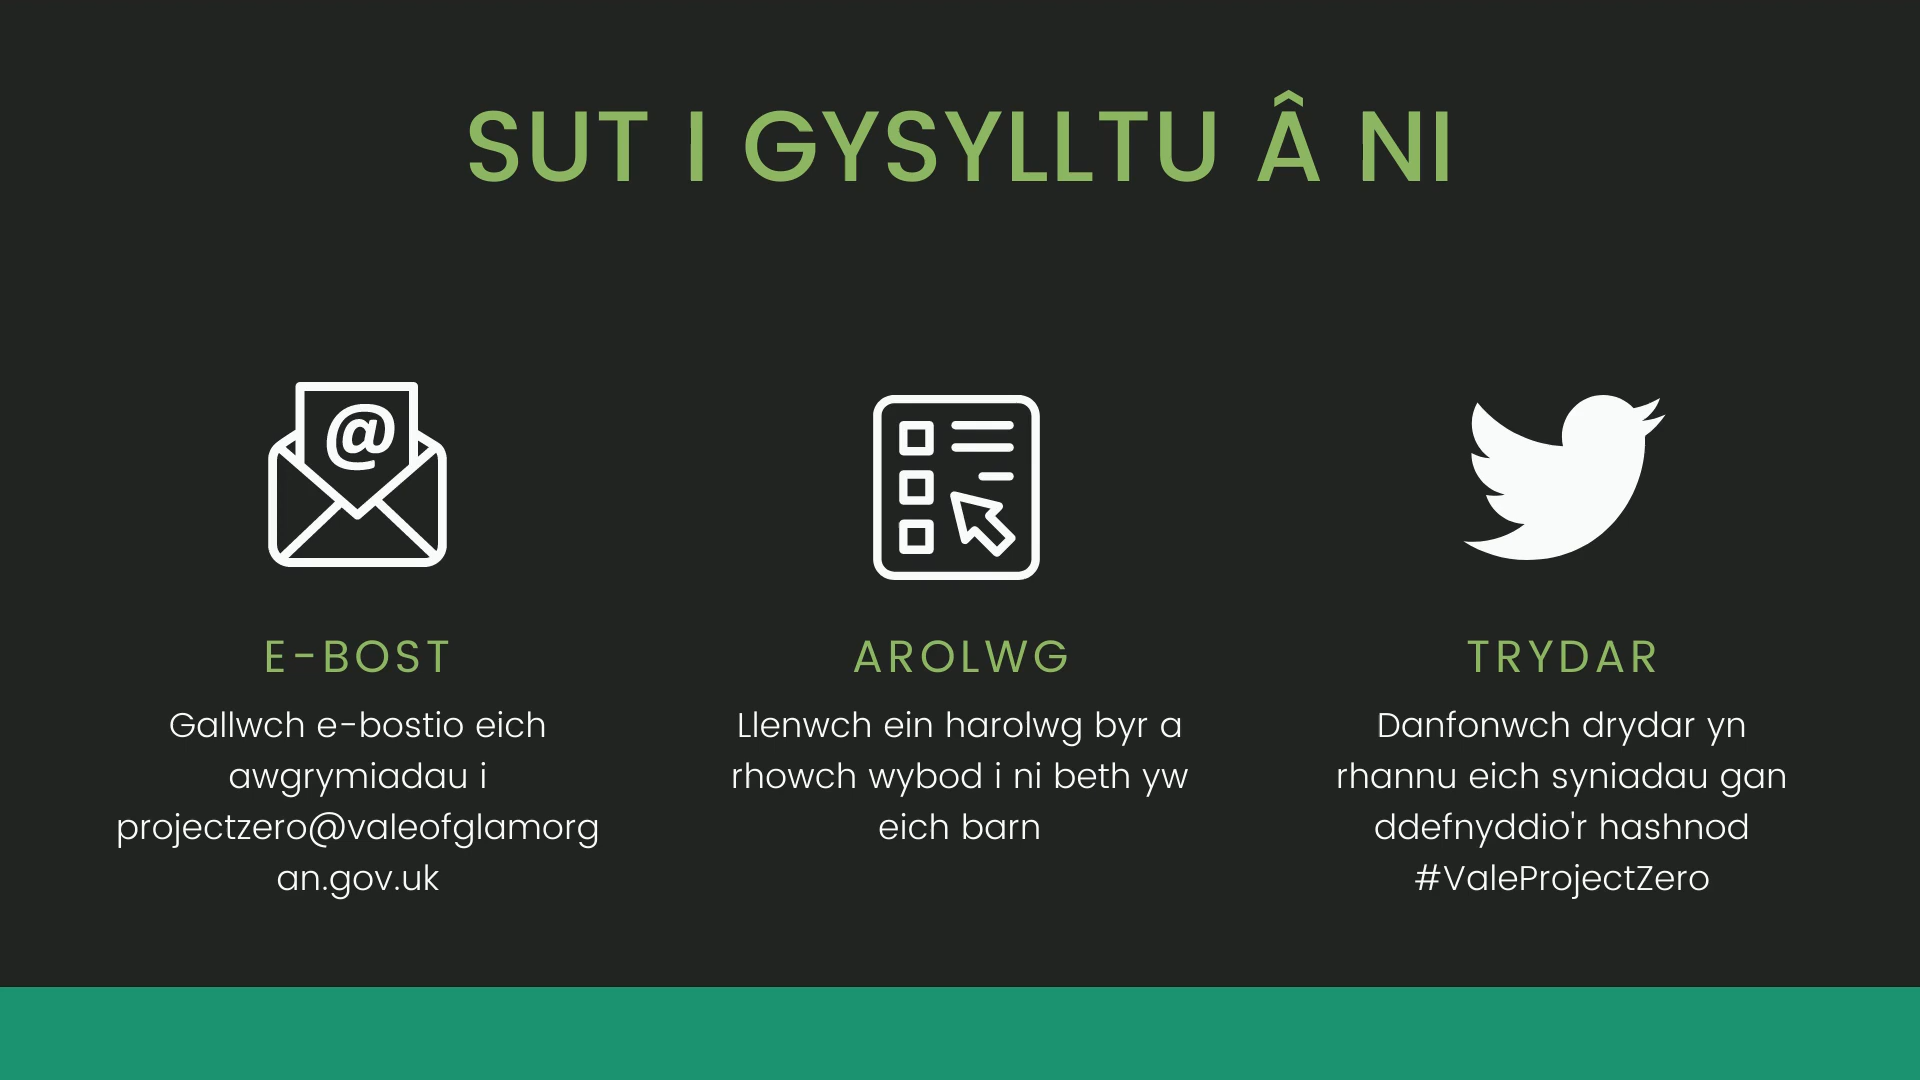 SUT I GYSYLLTU Â NI
@
E-BOST
Gallwch e-bostio eich
awgrymiadau i
projectzero@valeofglamorg
an.gov.uk
AROLWG
Llenwch ein harolwg byr a
rhowch wybod i ni beth yw
eich barn
TRYDAR
Danfonwch drydar yn
rhannu eich syniadau gan
ddefnyddio'r hashnod
#ValeProjectZero